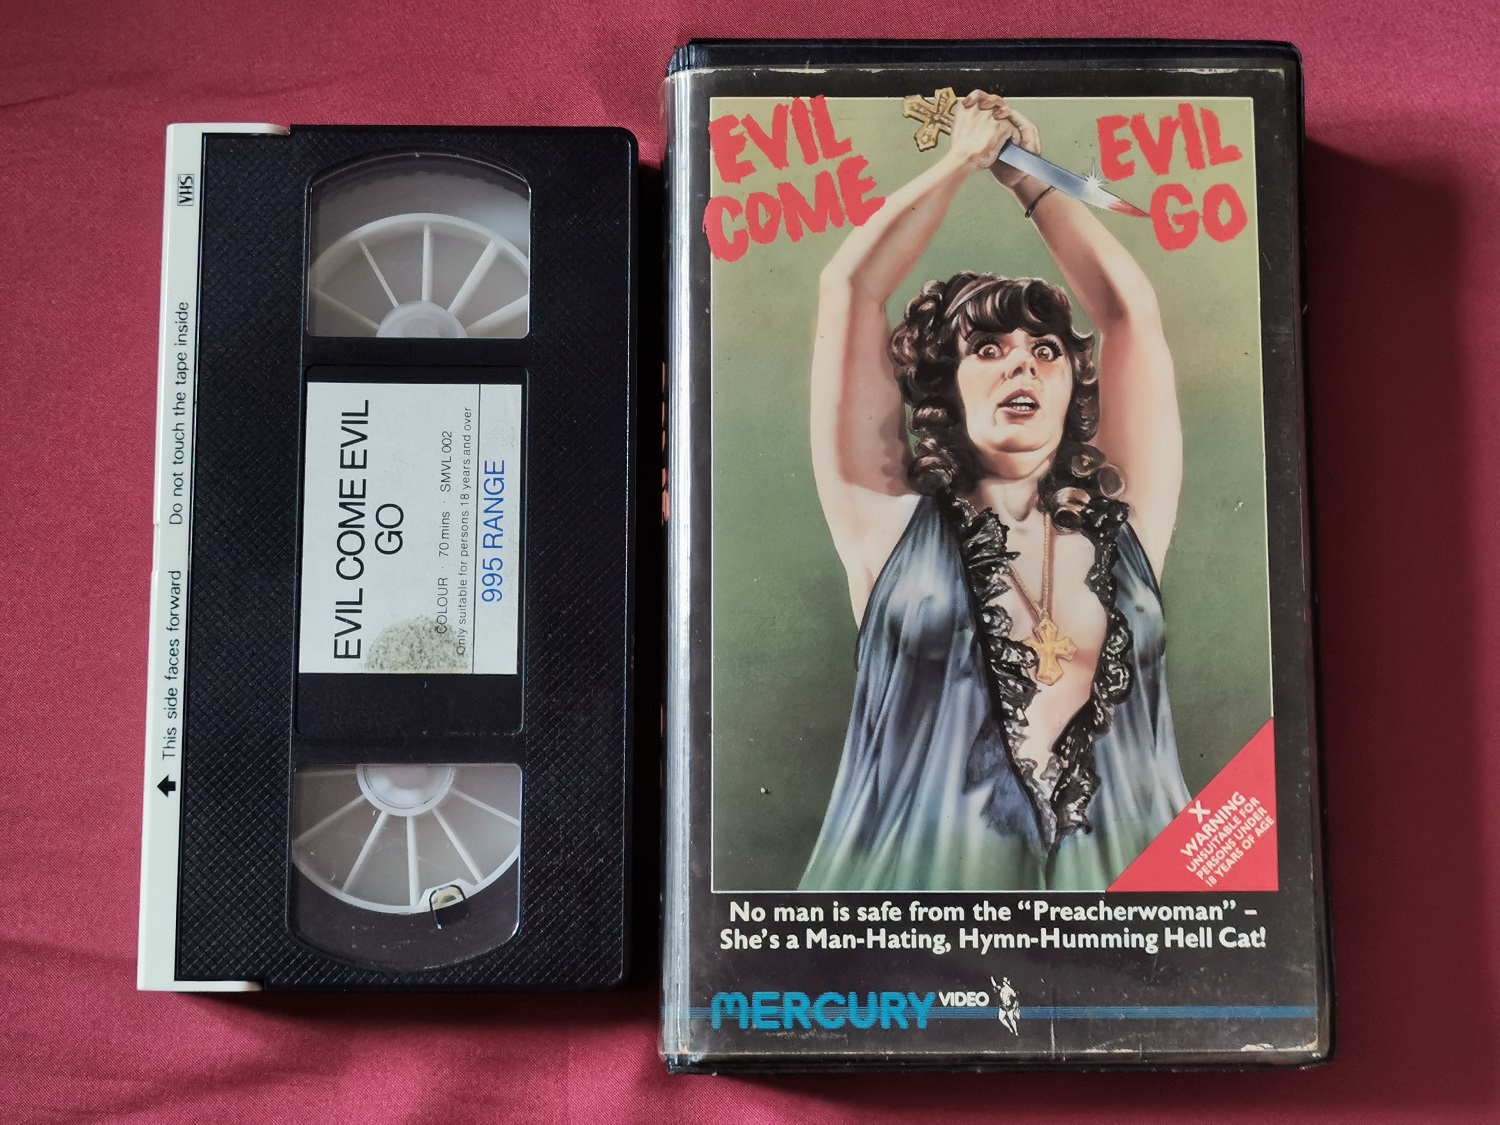 VHS
Do not touch the tape inside
This side faces forward
EVIL COME EVIL
GO
COLOUR · 70 mins · SMVL 002
Only suitable for persons 18 years and over
995 RANGE
EVIL
COME
EVIL
GO
X
WARNING
UNSUITABLE FOR
PERSONS UNDER
18 YEARS OF AGE
No man is safe from the “Preacherwoman” –
She's a Man-Hating, Hymn-Humming Hell Cat!
MERCURY VIDEO